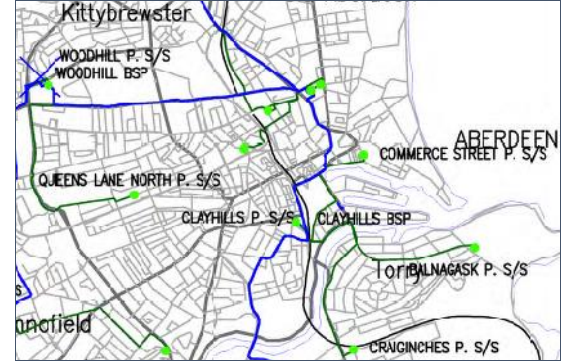 Kittybrewster
WOODHILL P. S/S
WOODHILL BSP
ABERDEEN
COMMERCE STREET P. S/S
QUEENS LANE NORTH P. S/S
CLAYHILLS P. S/S
CLAYHILLS BSP
Torry
BALNAGASK P. S/S
S
nnofield
CRAIGINCHES P. S/S